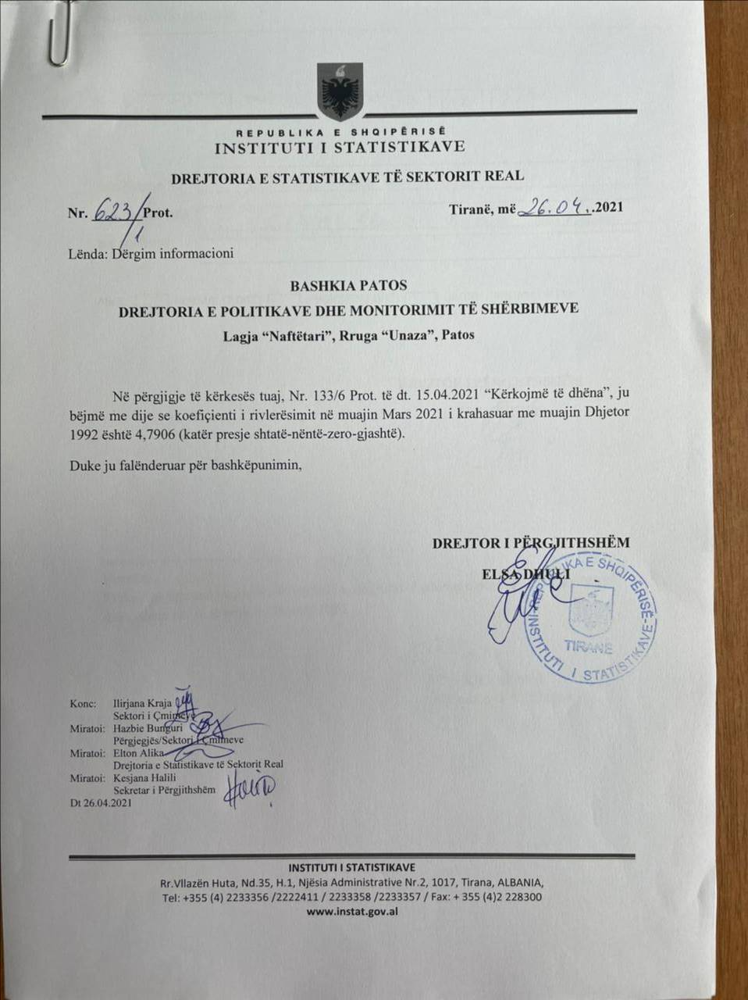 REPUBLIKA E SHQIPËRISË
INSTITUTI I STATISTIKAVE
DREJTORIA E STATISTIKAVE TË SEKTORIT REAL
Nr. 623/1 Prot.
Tiranë, më 26.04..2021
Lënda: Dërgim informacioni
BASHKIA PATOS
DREJTORIA E POLITIKAVE DHE MONITORIMIT TË SHËRBIMEVE
Lagja “Naftëtari”, Rruga “Unaza”, Patos
Në përgjigje të kërkesës tuaj, Nr. 133/6 Prot. të dt. 15.04.2021 “Kërkojmë të dhëna”, ju
bëjmë me dije se koefiçienti i rivlerësimit në muajin Mars 2021 i krahasuar me muajin Dhjetor
1992 është 4,7906 (katër presje shtatë-nëntë-zero-gjashtë).
Duke ju falënderuar për bashkëpunimin,
DREJTOR I PËRGJITHSHËM
ELSA DHULI
REPUBLIKA E SHQIPËRISË-
INSTITUTI I STATISTIKAVE
TIRANË
Konc: Ilirjana Kraja
Sektori i Çmimeve
Miratoi: Hazbie Bunguri
Përgjegjës/Sektori i Çmimeve
Miratoi: Elton Alika
Drejtoria e Statistikave të Sektorit Real
Miratoi: Kesjana Halili
Sekretar i Përgjithshëm
Dt 26.04.2021
INSTITUTI I STATISTIKAVE
Rr.Vllazën Huta, Nd.35, H.1, Njësia Administrative Nr.2, 1017, Tirana, ALBANIA,
Tel: +355 (4) 2233356 /2222411 / 2233358 /2233357 / Fax: + 355 (4)2 228300
www.instat.gov.al